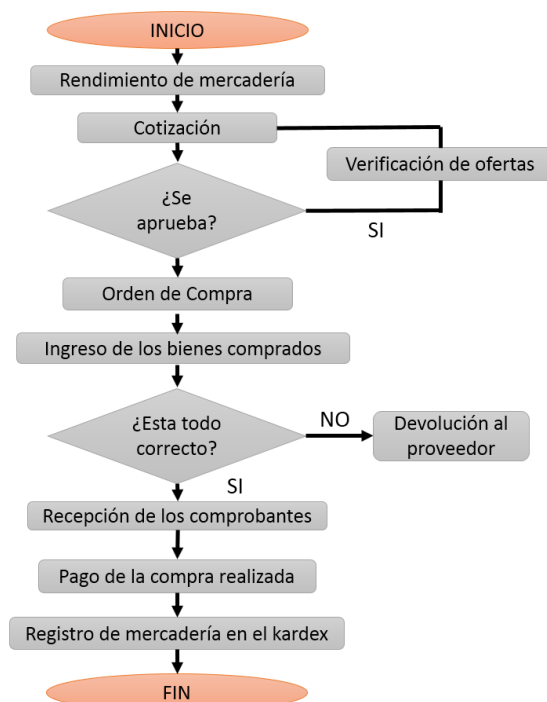 INICIO
Rendimiento de mercadería
Cotización
Verificación de ofertas
¿Se
aprueba?
SI
Orden de Compra
Ingreso de los bienes comprados
¿Esta todo
correcto?
NO
Devolución al
proveedor
SI
Recepción de los comprobantes
Pago de la compra realizada
Registro de mercadería en el kardex
FIN